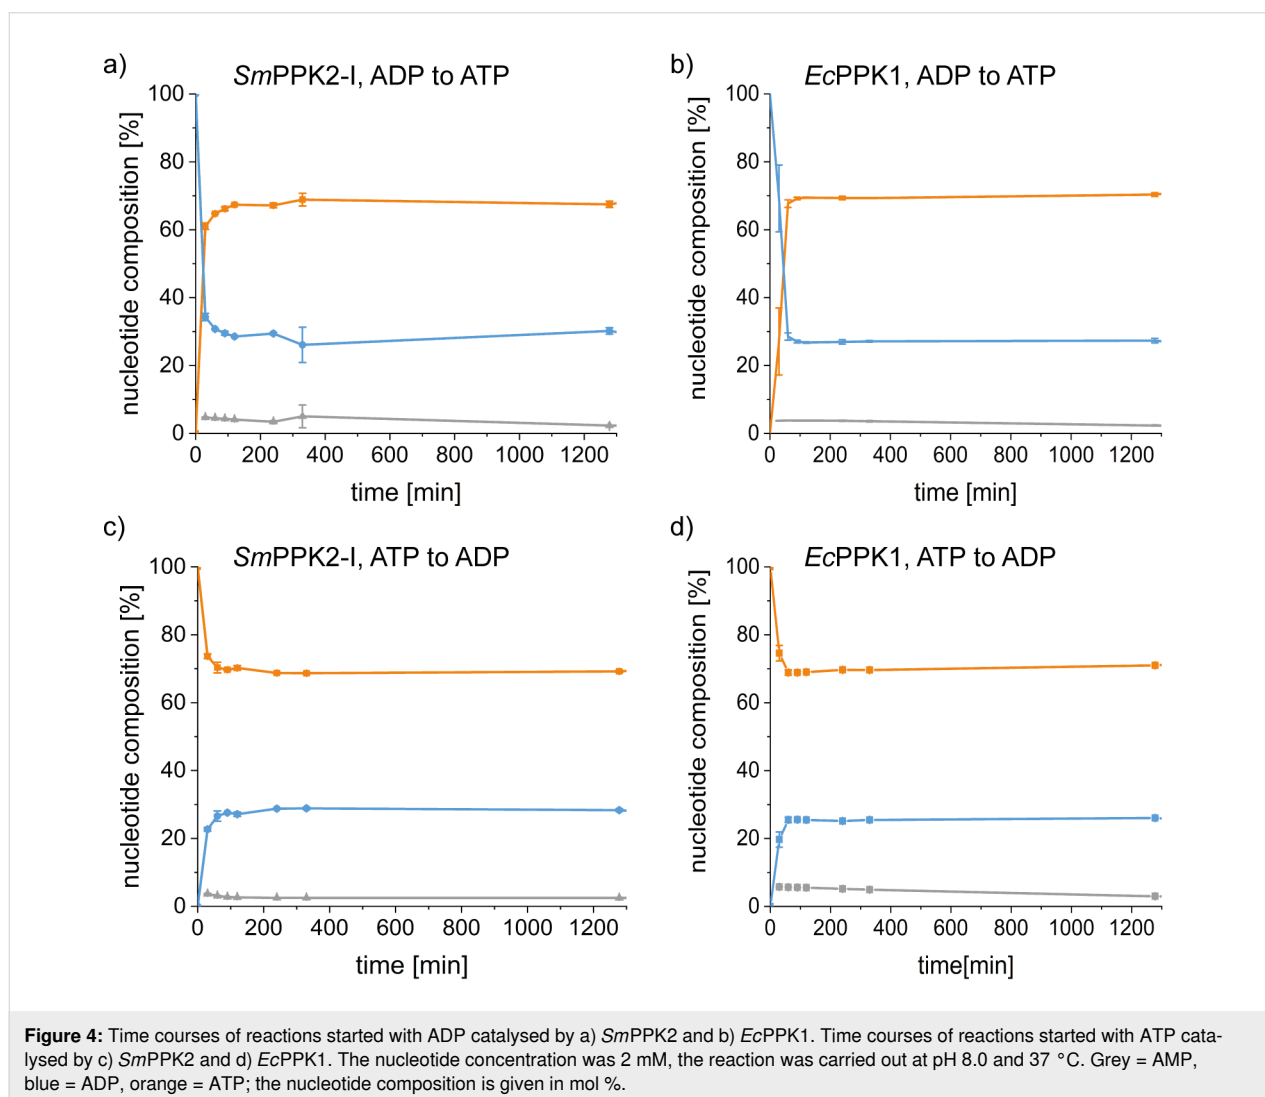 a)
SmPPK2-I, ADP to ATP
nucleotide composition [%]
100
80
60
40
20
0
0 200 400 600 800 1000 1200
time [min]
b)
EcPPK1, ADP to ATP
nucleotide composition [%]
100
80
60
40
20
0
0 200 400 600 800 1000 1200
time [min]
c)
SmPPK2-I, ATP to ADP
nucleotide composition [%]
100
80
60
40
20
0
0 200 400 600 800 1000 1200
time [min]
d)
EcPPK1, ATP to ADP
nucleotide composition [%]
100
80
60
40
20
0
0 200 400 600 800 1000 1200
time[min]
Figure 4: Time courses of reactions started with ADP catalysed by a) SmPPK2 and b) EcPPK1. Time courses of reactions started with ATP cata-
lysed by c) SmPPK2 and d) EcPPK1. The nucleotide concentration was 2 mM, the reaction was carried out at pH 8.0 and 37 °C. Grey = AMP,
blue = ADP, orange = ATP; the nucleotide composition is given in mol %.